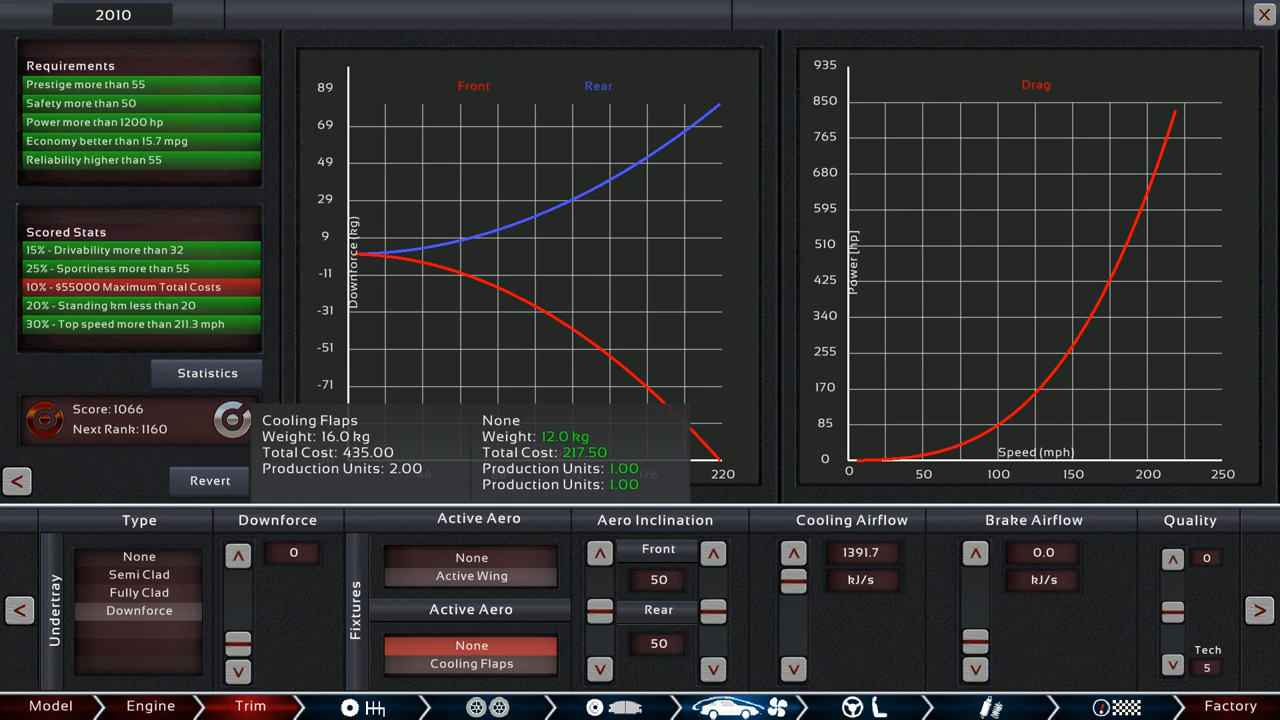 2010
Requirements
Prestige more than 55
Safety more than 50
Power more than 1200 hp
Economy better than 15.7 mpg
Reliability higher than 55
Scored Stats
15% - Drivability more than 32
25% - Sportiness more than 55
10% - $55000 Maximum Total Costs
20% - Standing km less than 20
30% - Top speed more than 211.3 mph
Statistics
Score: 1066
Next Rank: 1160
Revert
<
Front
Rear
89
69
49
29
9
-11
-31
-51
-71
Downforce (kg)
220
Cooling Flaps
Weight: 16.0 kg
Total Cost: 435.00
Production Units: 2.00
None
Weight: 12.0 kg
Total Cost: 217.50
Production Units: 1.00
Production Units: 1.00
Drag
935
850
765
680
595
510
425
340
255
170
85
0
Power [hp]
Speed (mph)
0
50
100
150
200
250
<
Undertray
Type
None
Semi Clad
Fully Clad
Downforce
Downforce
0
Fixtures
Active Aero
None
Active Wing
Active Aero
None
Cooling Flaps
Aero Inclination
Front
50
Rear
50
Cooling Airflow
1391.7
kJ/s
Brake Airflow
0.0
kJ/s
Quality
0
Tech
5
>
Model
Engine
Trim
Factory